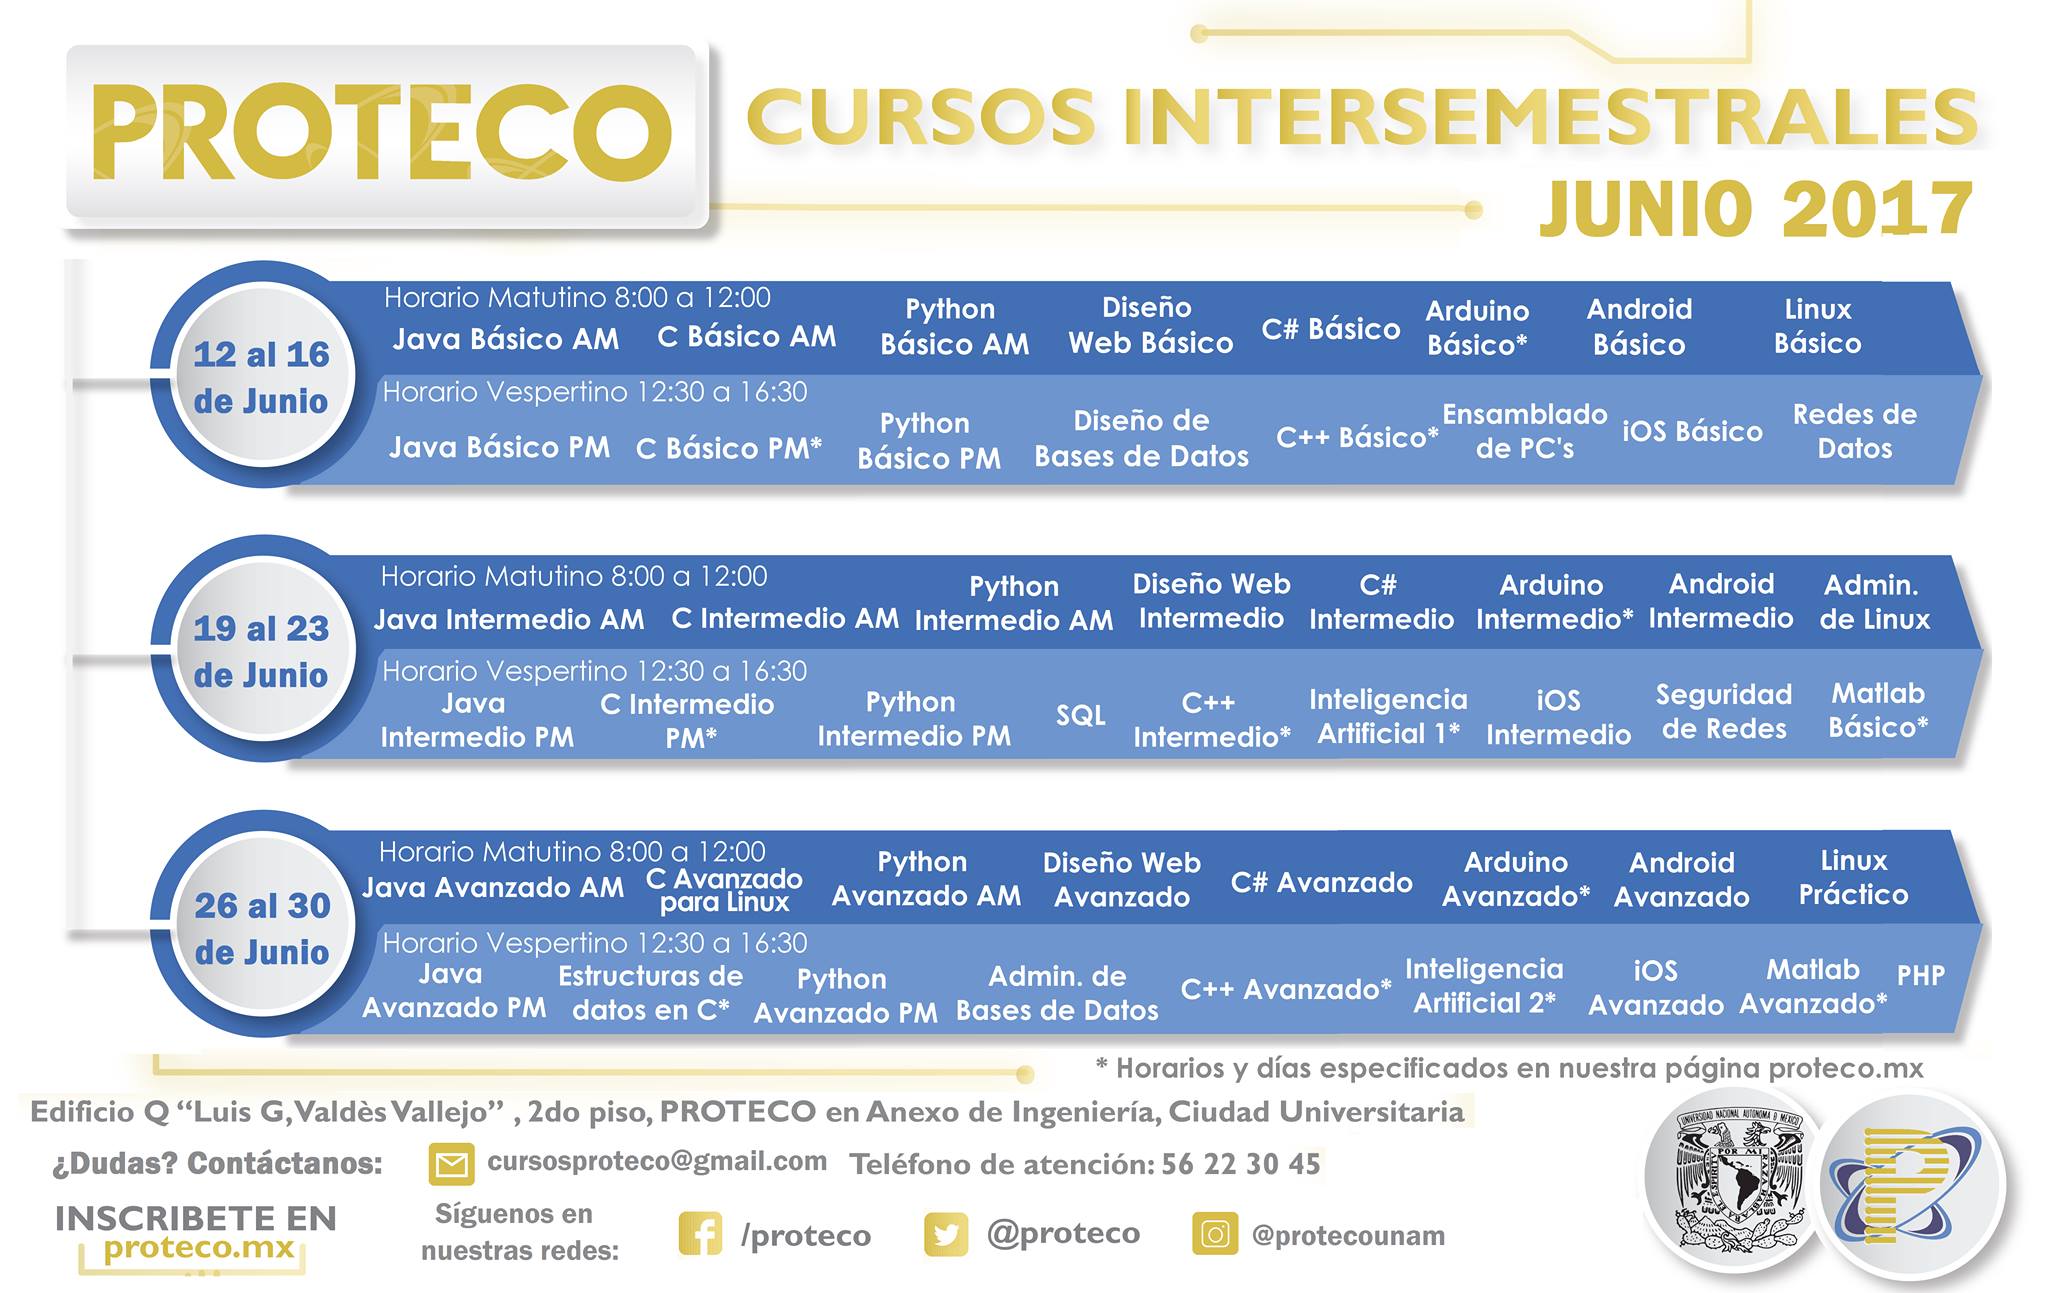 PROTECO
CURSOS INTERSEMESTRALES
JUNIO 2017
12 al 16
de Junio
Horario Matutino 8:00 a 12:00
Java Básico AM
C Básico AM
Python
Básico AM
Diseño
Web Básico
C# Básico
Arduino
Básico*
Android
Básico
Linux
Básico
Horario Vespertino 12:30 a 16:30
Java Básico PM
C Básico PM*
Python
Básico PM
Diseño de
Bases de Datos
C++ Básico*
Ensamblado
de PC's
iOS Básico
Redes de
Datos
19 al 23
de Junio
Horario Matutino 8:00 a 12:00
Java Intermedio AM
C Intermedio AM
Python
Intermedio AM
Diseño Web
Intermedio
C#
Intermedio
Arduino
Intermedio*
Android
Intermedio
Admin.
de Linux
Horario Vespertino 12:30 a 16:30
Java
Intermedio PM
C Intermedio
PM*
Python
Intermedio PM
SQL
C++
Intermedio*
Inteligencia
Artificial 1*
iOS
Intermedio
Seguridad
de Redes
Matlab
Básico*
26 al 30
de Junio
Horario Matutino 8:00 a 12:00
Java Avanzado AM
C Avanzado
para Linux
Python
Avanzado AM
Diseño Web
Avanzado
C# Avanzado
Arduino
Avanzado*
Android
Avanzado
Linux
Práctico
Horario Vespertino 12:30 a 16:30
Java
Avanzado PM
Estructuras de
datos en C*
Python
Avanzado PM
Admin. de
Bases de Datos
C++ Avanzado*
Inteligencia
Artificial 2*
iOS
Avanzado
Matlab
Avanzado*
PHP
* Horarios y días especificados en nuestra página proteco.mx
Edificio Q “Luis G, Valdès Vallejo” , 2do piso, PROTECO en Anexo de Ingeniería, Ciudad Universitaria
¿Dudas? Contáctanos:
cursosproteco@gmail.com
Teléfono de atención: 56 22 30 45
INSCRIBETE EN
proteco.mx
Síguenos en
nuestras redes:
/proteco
@proteco
@protecounam
UNIVERSIDAD NACIONAL AUTONOMA D MEXICO
POR MI RAZA
EL ESPIRITU
P